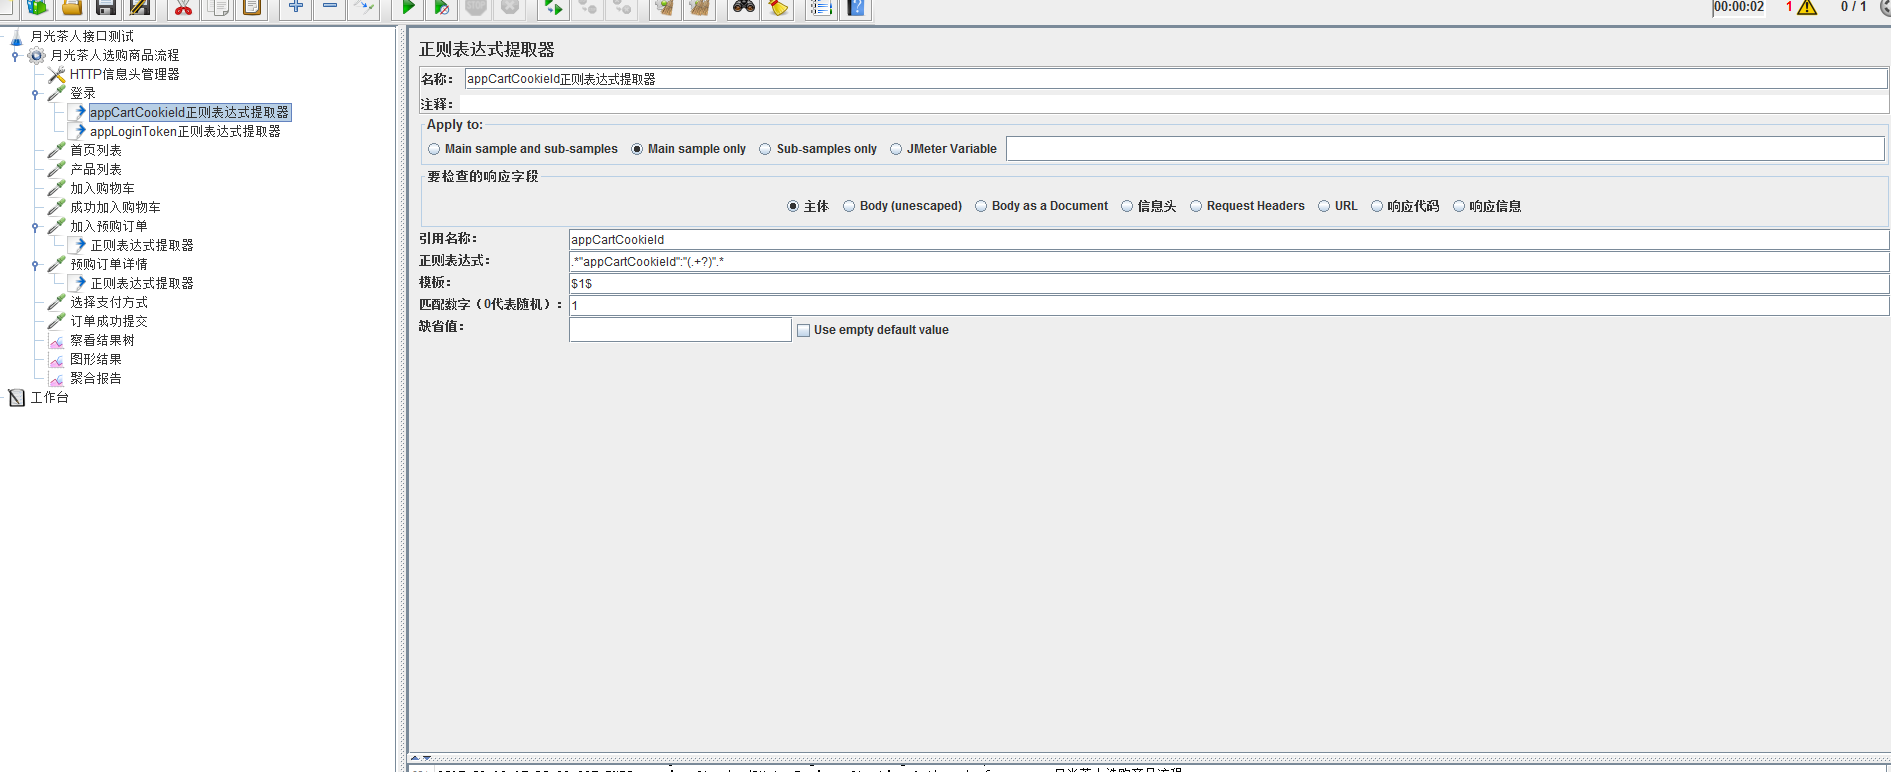 00:00:02 1 0 / 1
月光茶人接口测试
月光茶人选购商品流程
HTTP信息头管理器
登录
appCartCookieId正则表达式提取器
appLoginToken正则表达式提取器
首页列表
产品列表
加入购物车
成功加入购物车
加入预购订单
正则表达式提取器
预购订单详情
正则表达式提取器
选择支付方式
订单成功提交
察看结果树
图形结果
聚合报告
工作台
正则表达式提取器
名称： appCartCookieId正则表达式提取器
注释：
Apply to:
Main sample and sub-samples Main sample only Sub-samples only JMeter Variable
要检查的响应字段
主体 Body (unescaped) Body as a Document 信息头 Request Headers URL 响应代码 响应信息
引用名称： appCartCookieId
正则表达式： .*"appCartCookieId":"(.+?)".*
模板： $1$
匹配数字（0代表随机）： 1
缺省值： Use empty default value